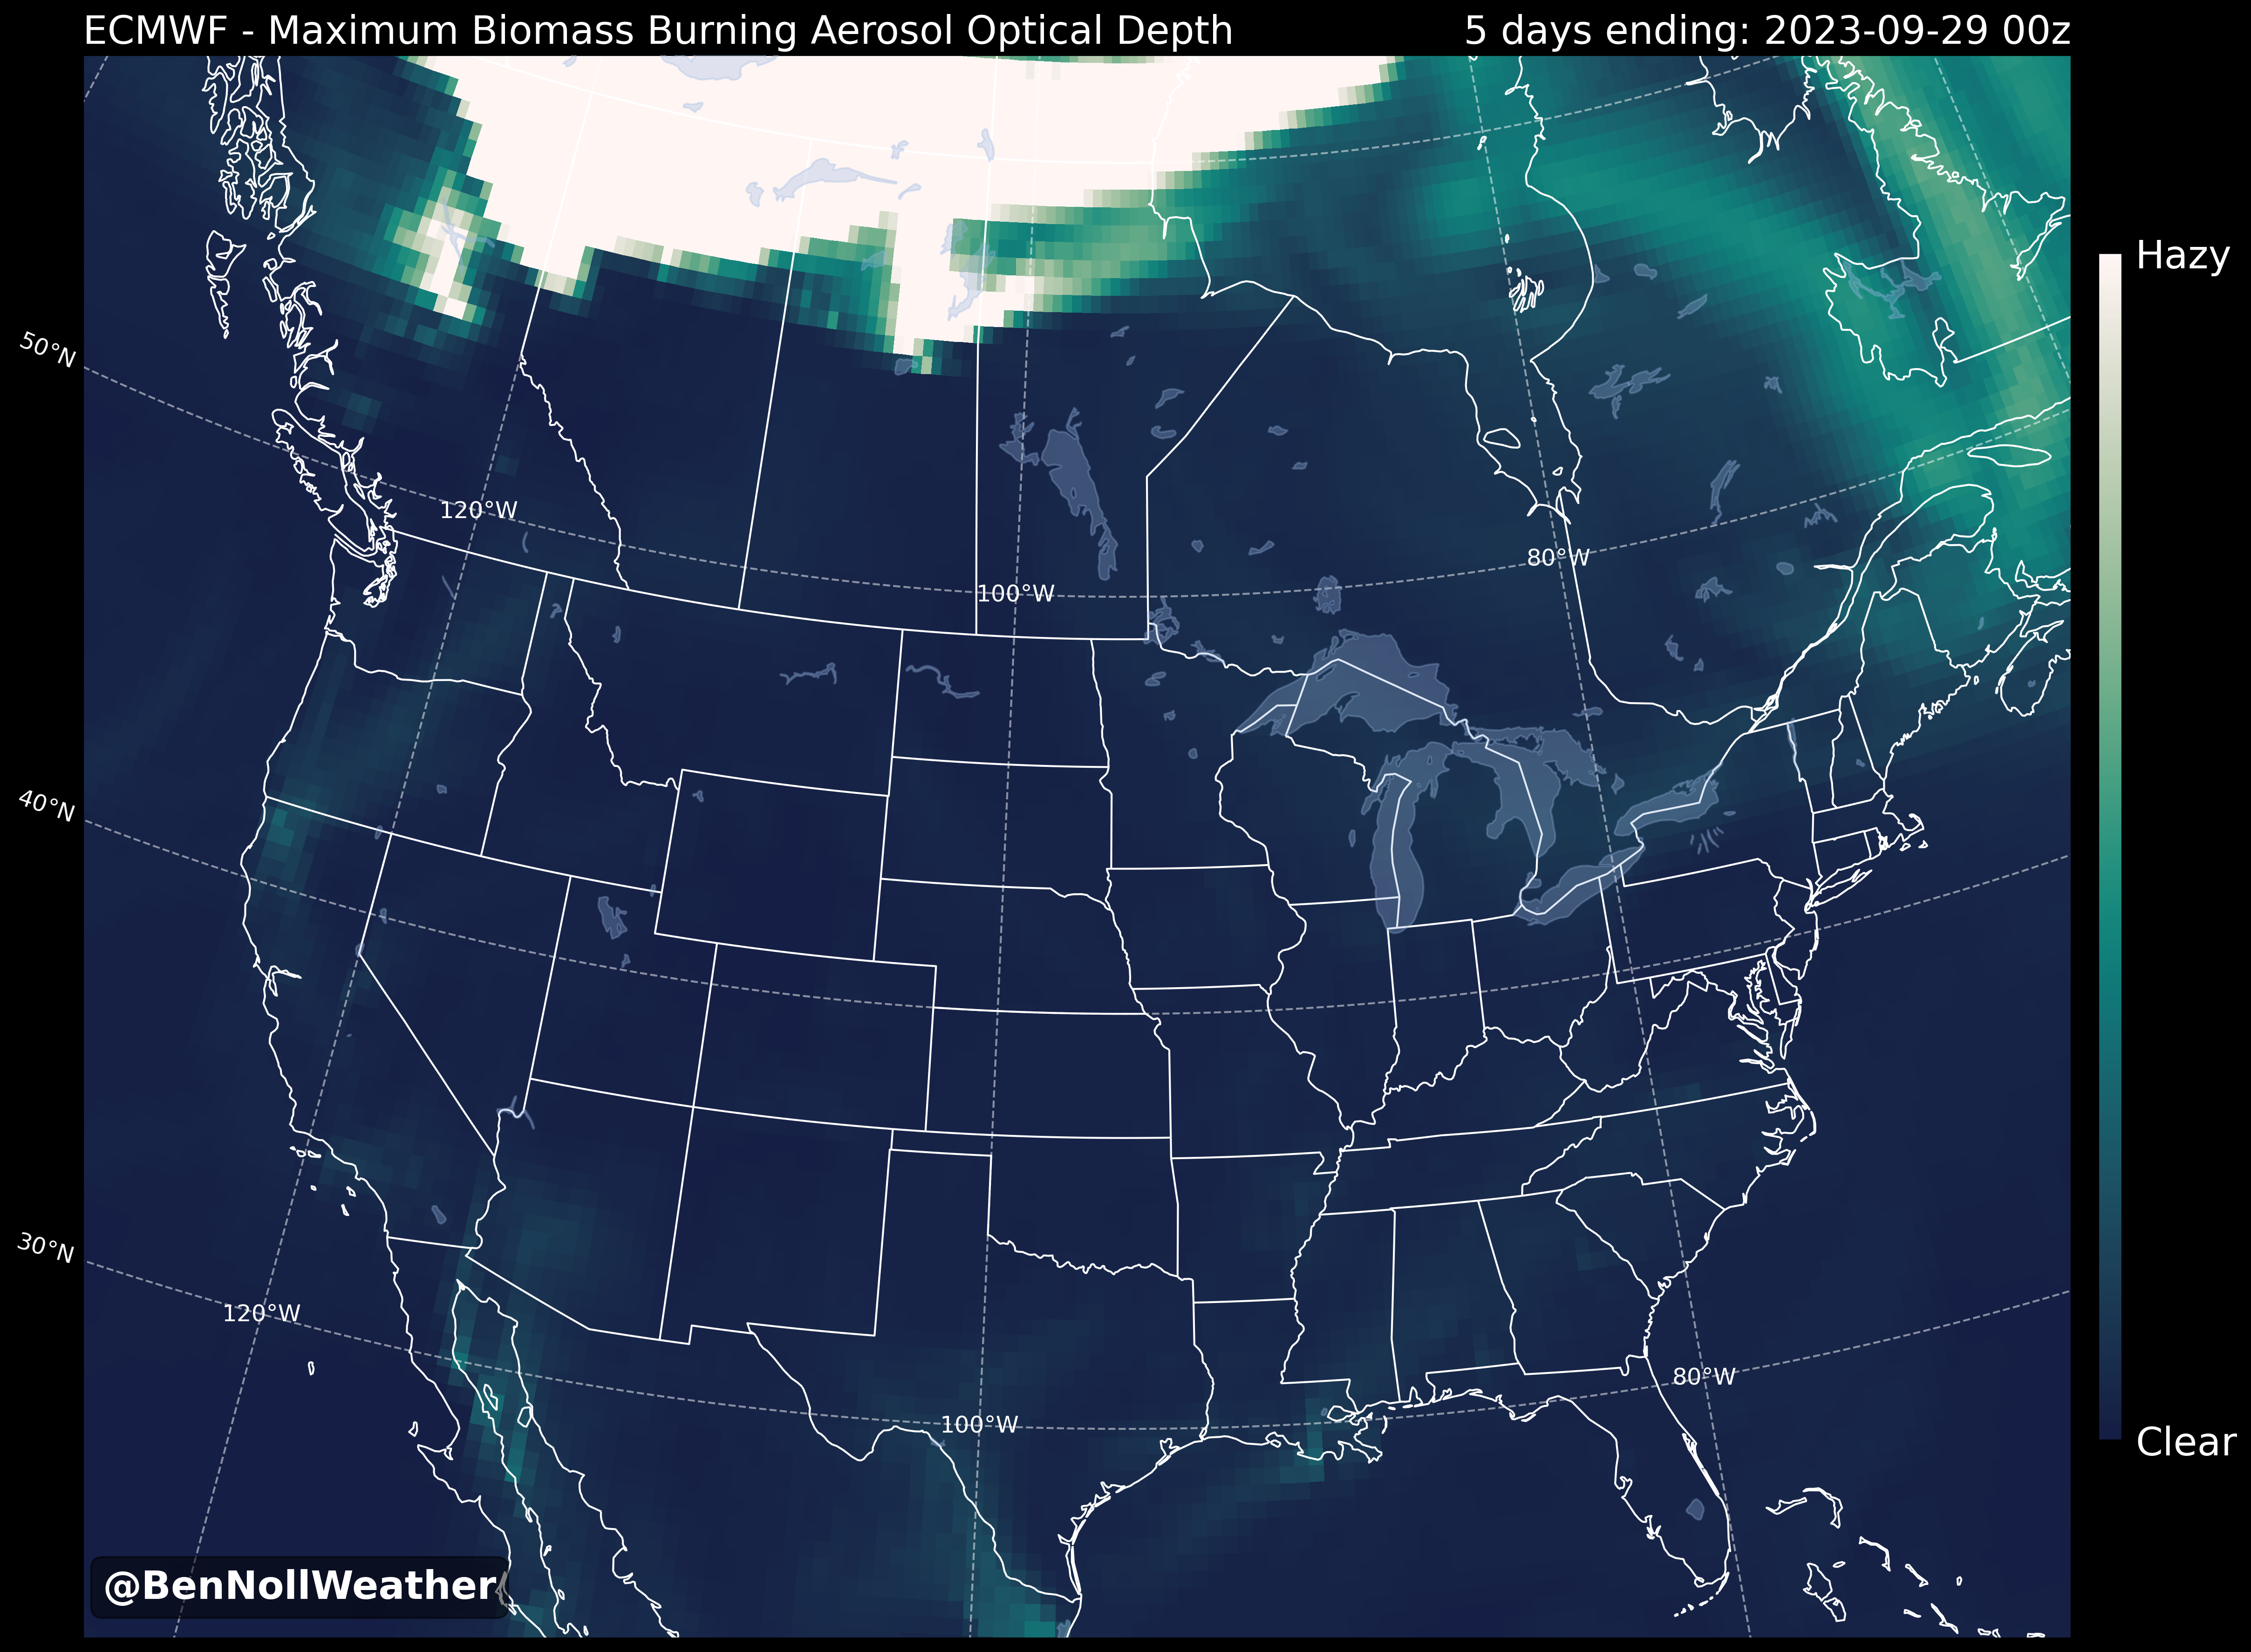 ECMWF - Maximum Biomass Burning Aerosol Optical Depth
5 days ending: 2023-09-29 00z
Hazy
50°N
120°W
80°W
100°W
40°N
30°N
120°W
80°W
100°W
Clear
@BenNollWeather